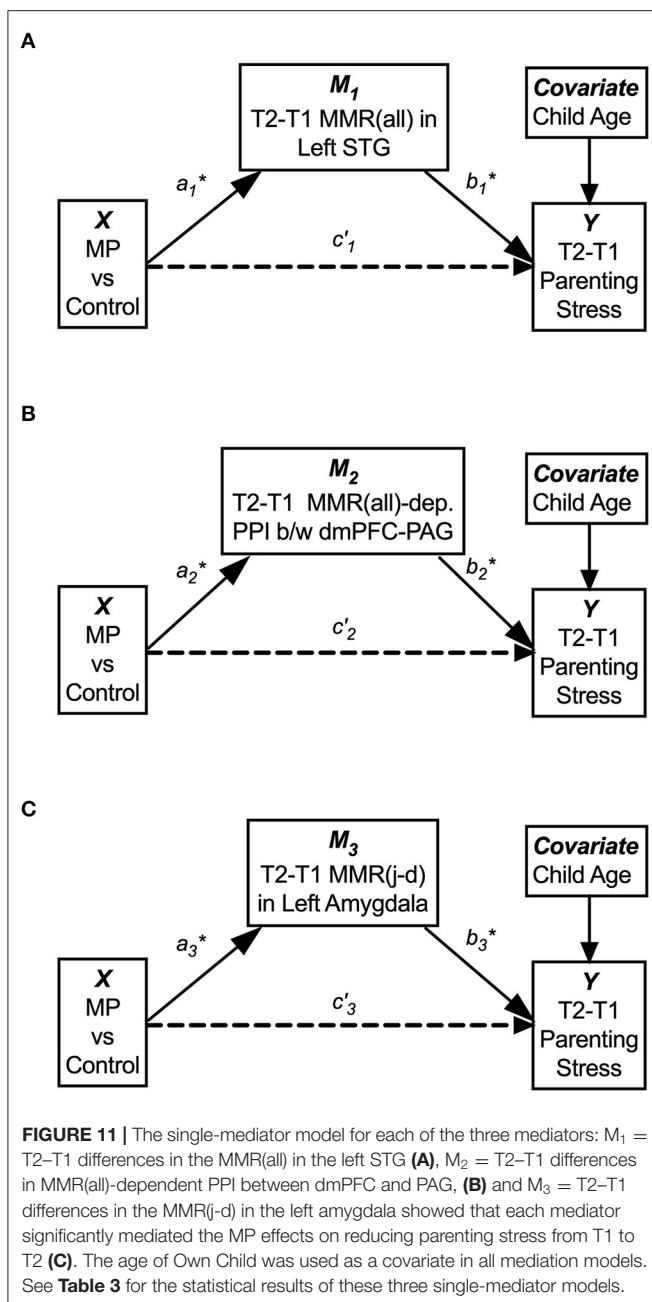 A
M1
T2-T1 MMR(all) in
Left STG
Covariate
Child Age
a1*
b1*
X
MP
vs
Control
c'1
Y
T2-T1
Parenting
Stress
B
M2
T2-T1 MMR(all)-dep.
PPI b/w dmPFC-PAG
Covariate
Child Age
a2*
b2*
X
MP
vs
Control
c'2
Y
T2-T1
Parenting
Stress
C
M3
T2-T1 MMR(j-d)
in Left Amygdala
Covariate
Child Age
a3*
b3*
X
MP
vs
Control
c'3
Y
T2-T1
Parenting
Stress
FIGURE 11 | The single-mediator model for each of the three mediators: M1 =
T2–T1 differences in the MMR(all) in the left STG (A), M2 = T2–T1 differences
in MMR(all)-dependent PPI between dmPFC and PAG, (B) and M3 = T2–T1
differences in the MMR(j-d) in the left amygdala showed that each mediator
significantly mediated the MP effects on reducing parenting stress from T1 to
T2 (C). The age of Own Child was used as a covariate in all mediation models.
See Table 3 for the statistical results of these three single-mediator models.